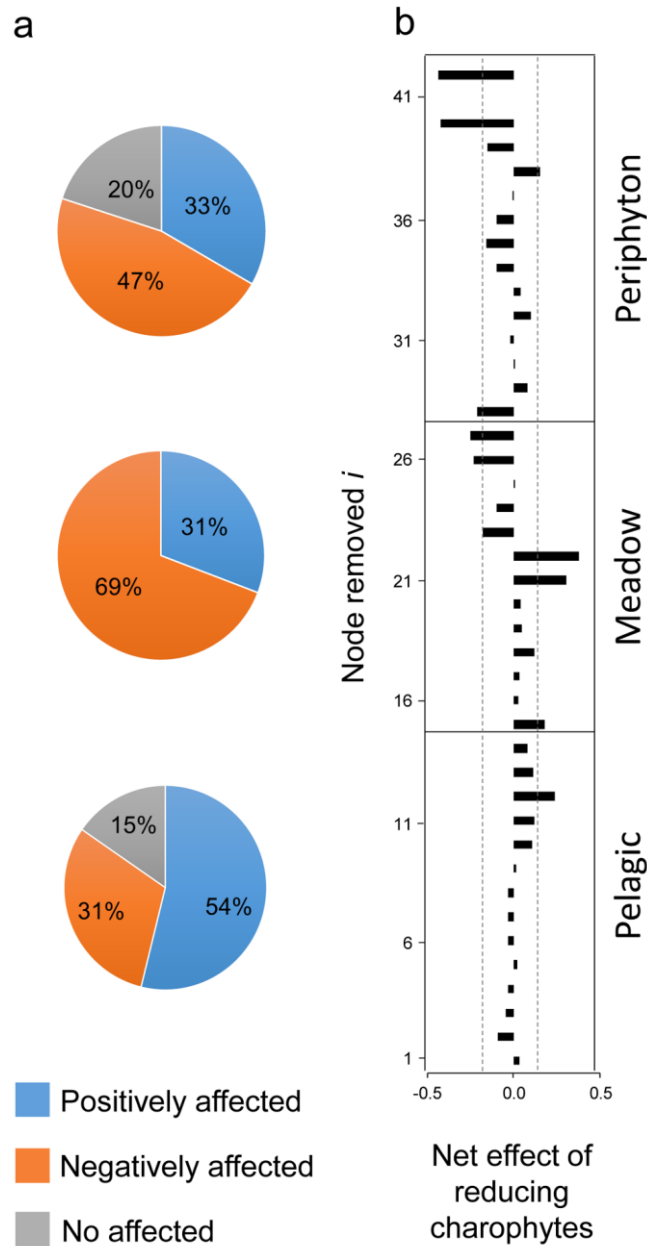 a
20%
33%
47%
31%
69%
15%
31%
54%
Positively affected
Negatively affected
No affected
b
Node removed i
41
36
31
26
21
16
11
6
1
Periphyton
Meadow
Pelagic
-0.5 0.0 0.5
Net effect of
reducing
charophytes